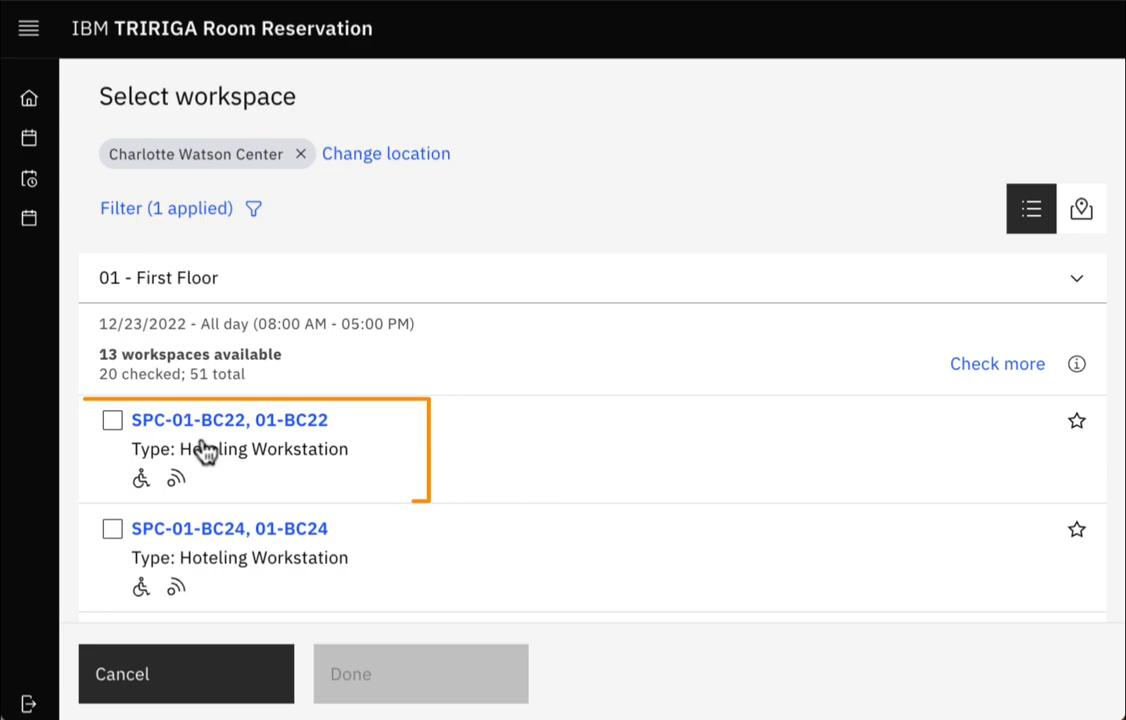 IBM TRIRIGA Room Reservation
Select workspace
Charlotte Watson Center
Change location
Filter (1 applied)
01 - First Floor
12/23/2022 - All day (08:00 AM - 05:00 PM)
13 workspaces available
20 checked; 51 total
Check more
SPC-01-BC22, 01-BC22
Type: Hoteling Workstation
SPC-01-BC24, 01-BC24
Type: Hoteling Workstation
Cancel
Done